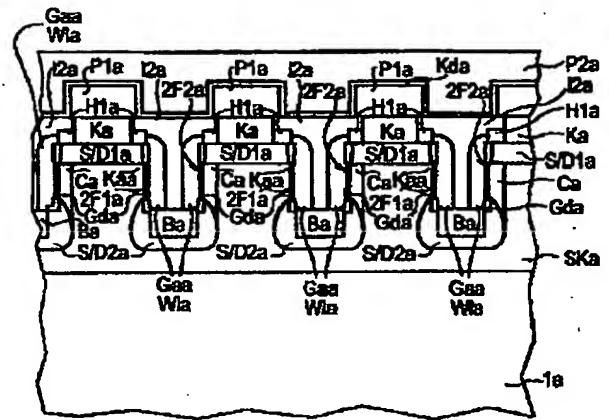 Gaa
Wla
I2a P1a I2a 2F2a P1a I2a P1a Kda 2F2a P2a
I2a
H1a H1a H1a H1a
Ka Ka Ka Ka
S/D1a S/D1a S/D1a S/D1a
Ca Kaa Ca Kaa Ca Kaa Ca
2F1a 2F1a 2F1a
Gda Gda Gda Gda
Ba Ba Ba Ba
S/D2a S/D2a S/D2a S/D2a
SKa
Gaa Gaa Gaa
Wla Wla Wla
1a